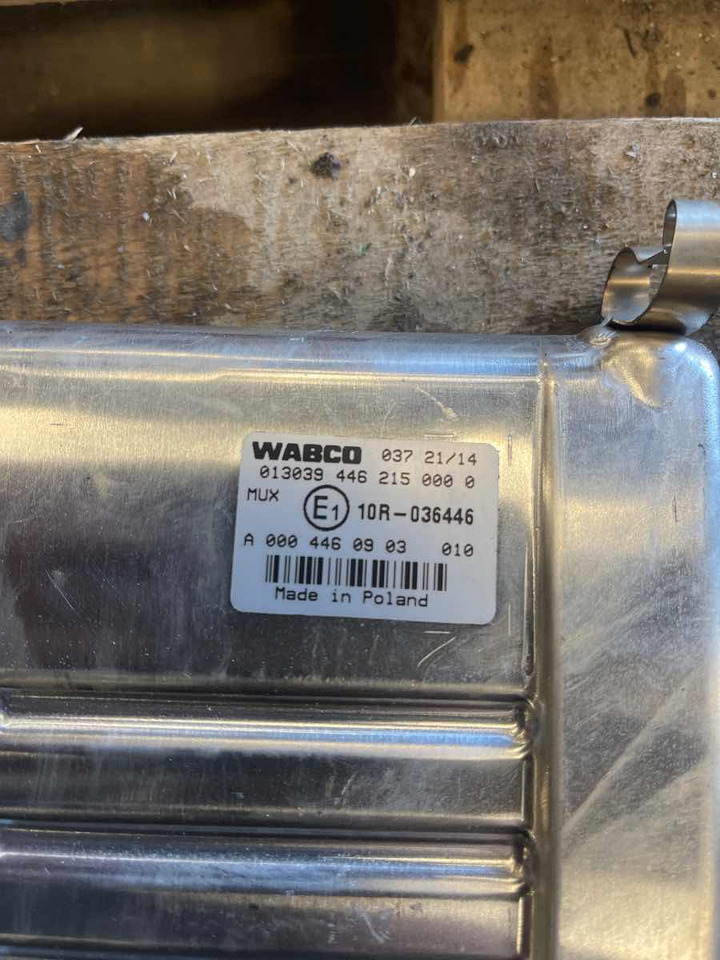 WABCO 037 21/14
013039 446 215 000 0
MUX E1 10R-036446
A 000 446 09 03 010
Made in Poland